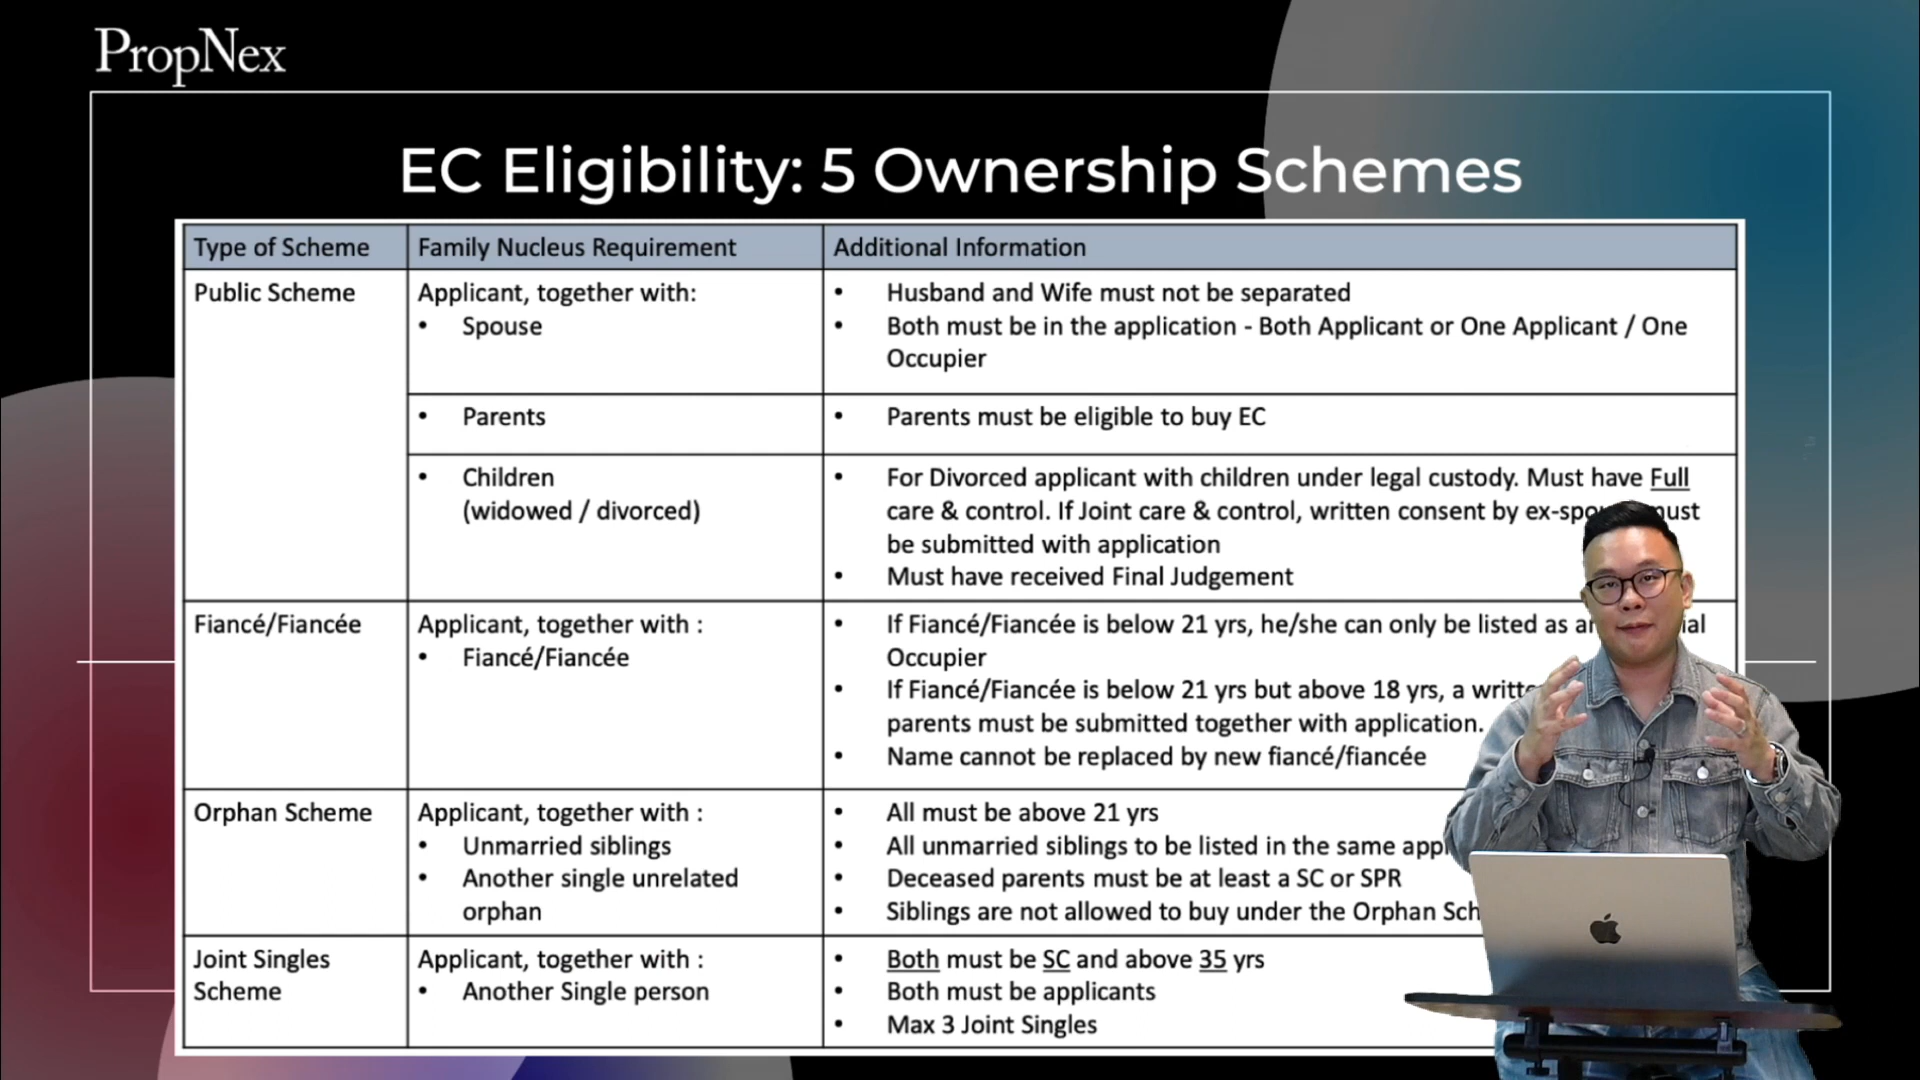 PropNex
EC Eligibility: 5 Ownership Schemes
Type of Scheme
Family Nucleus Requirement
Additional Information
Public Scheme
Applicant, together with:
• Spouse
• Husband and Wife must not be separated
• Both must be in the application - Both Applicant or One Applicant / One
Occupier
• Parents
• Parents must be eligible to buy EC
• Children
(widowed / divorced)
• For Divorced applicant with children under legal custody. Must have Full
care & control. If Joint care & control, written consent by must
be submitted with application
• Must have received Final Judgement
Fiancé/Fiancée
Applicant, together with :
• Fiancé/Fiancée
• If Fiancé/Fiancée is below 21 yrs, he/she can only be listed as
Occupier
• If Fiancé/Fiancée is below 21 yrs but above 18 yrs, a
parents must be submitted together with application.
• Name cannot be replaced by new fiancé/fiancée
Orphan Scheme
Applicant, together with :
• Unmarried siblings
• Another single unrelated
orphan
• All must be above 21 yrs
• All unmarried siblings to be listed in the same
• Deceased parents must be at least a SC or SPR
• Siblings are not allowed to buy under the Orphan
Joint Singles
Scheme
Applicant, together with :
• Another Single person
• Both must be SC and above 35 yrs
• Both must be applicants
• Max 3 Joint Singles